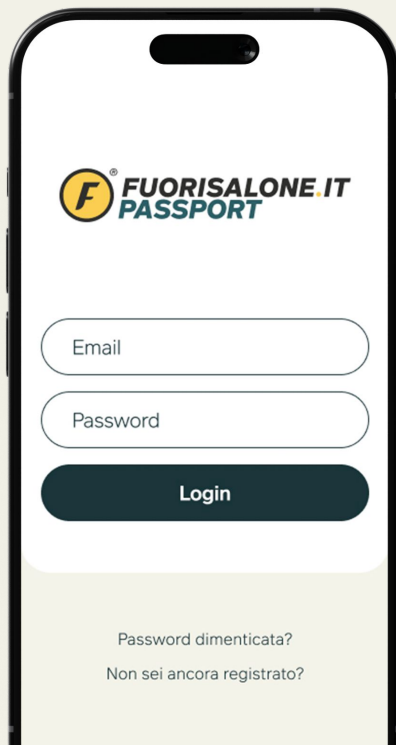 F®
FUORISALONE.IT
PASSPORT
Email
Password
Login
Password dimenticata?
Non sei ancora registrato?